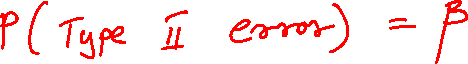 P( Type II error) = β